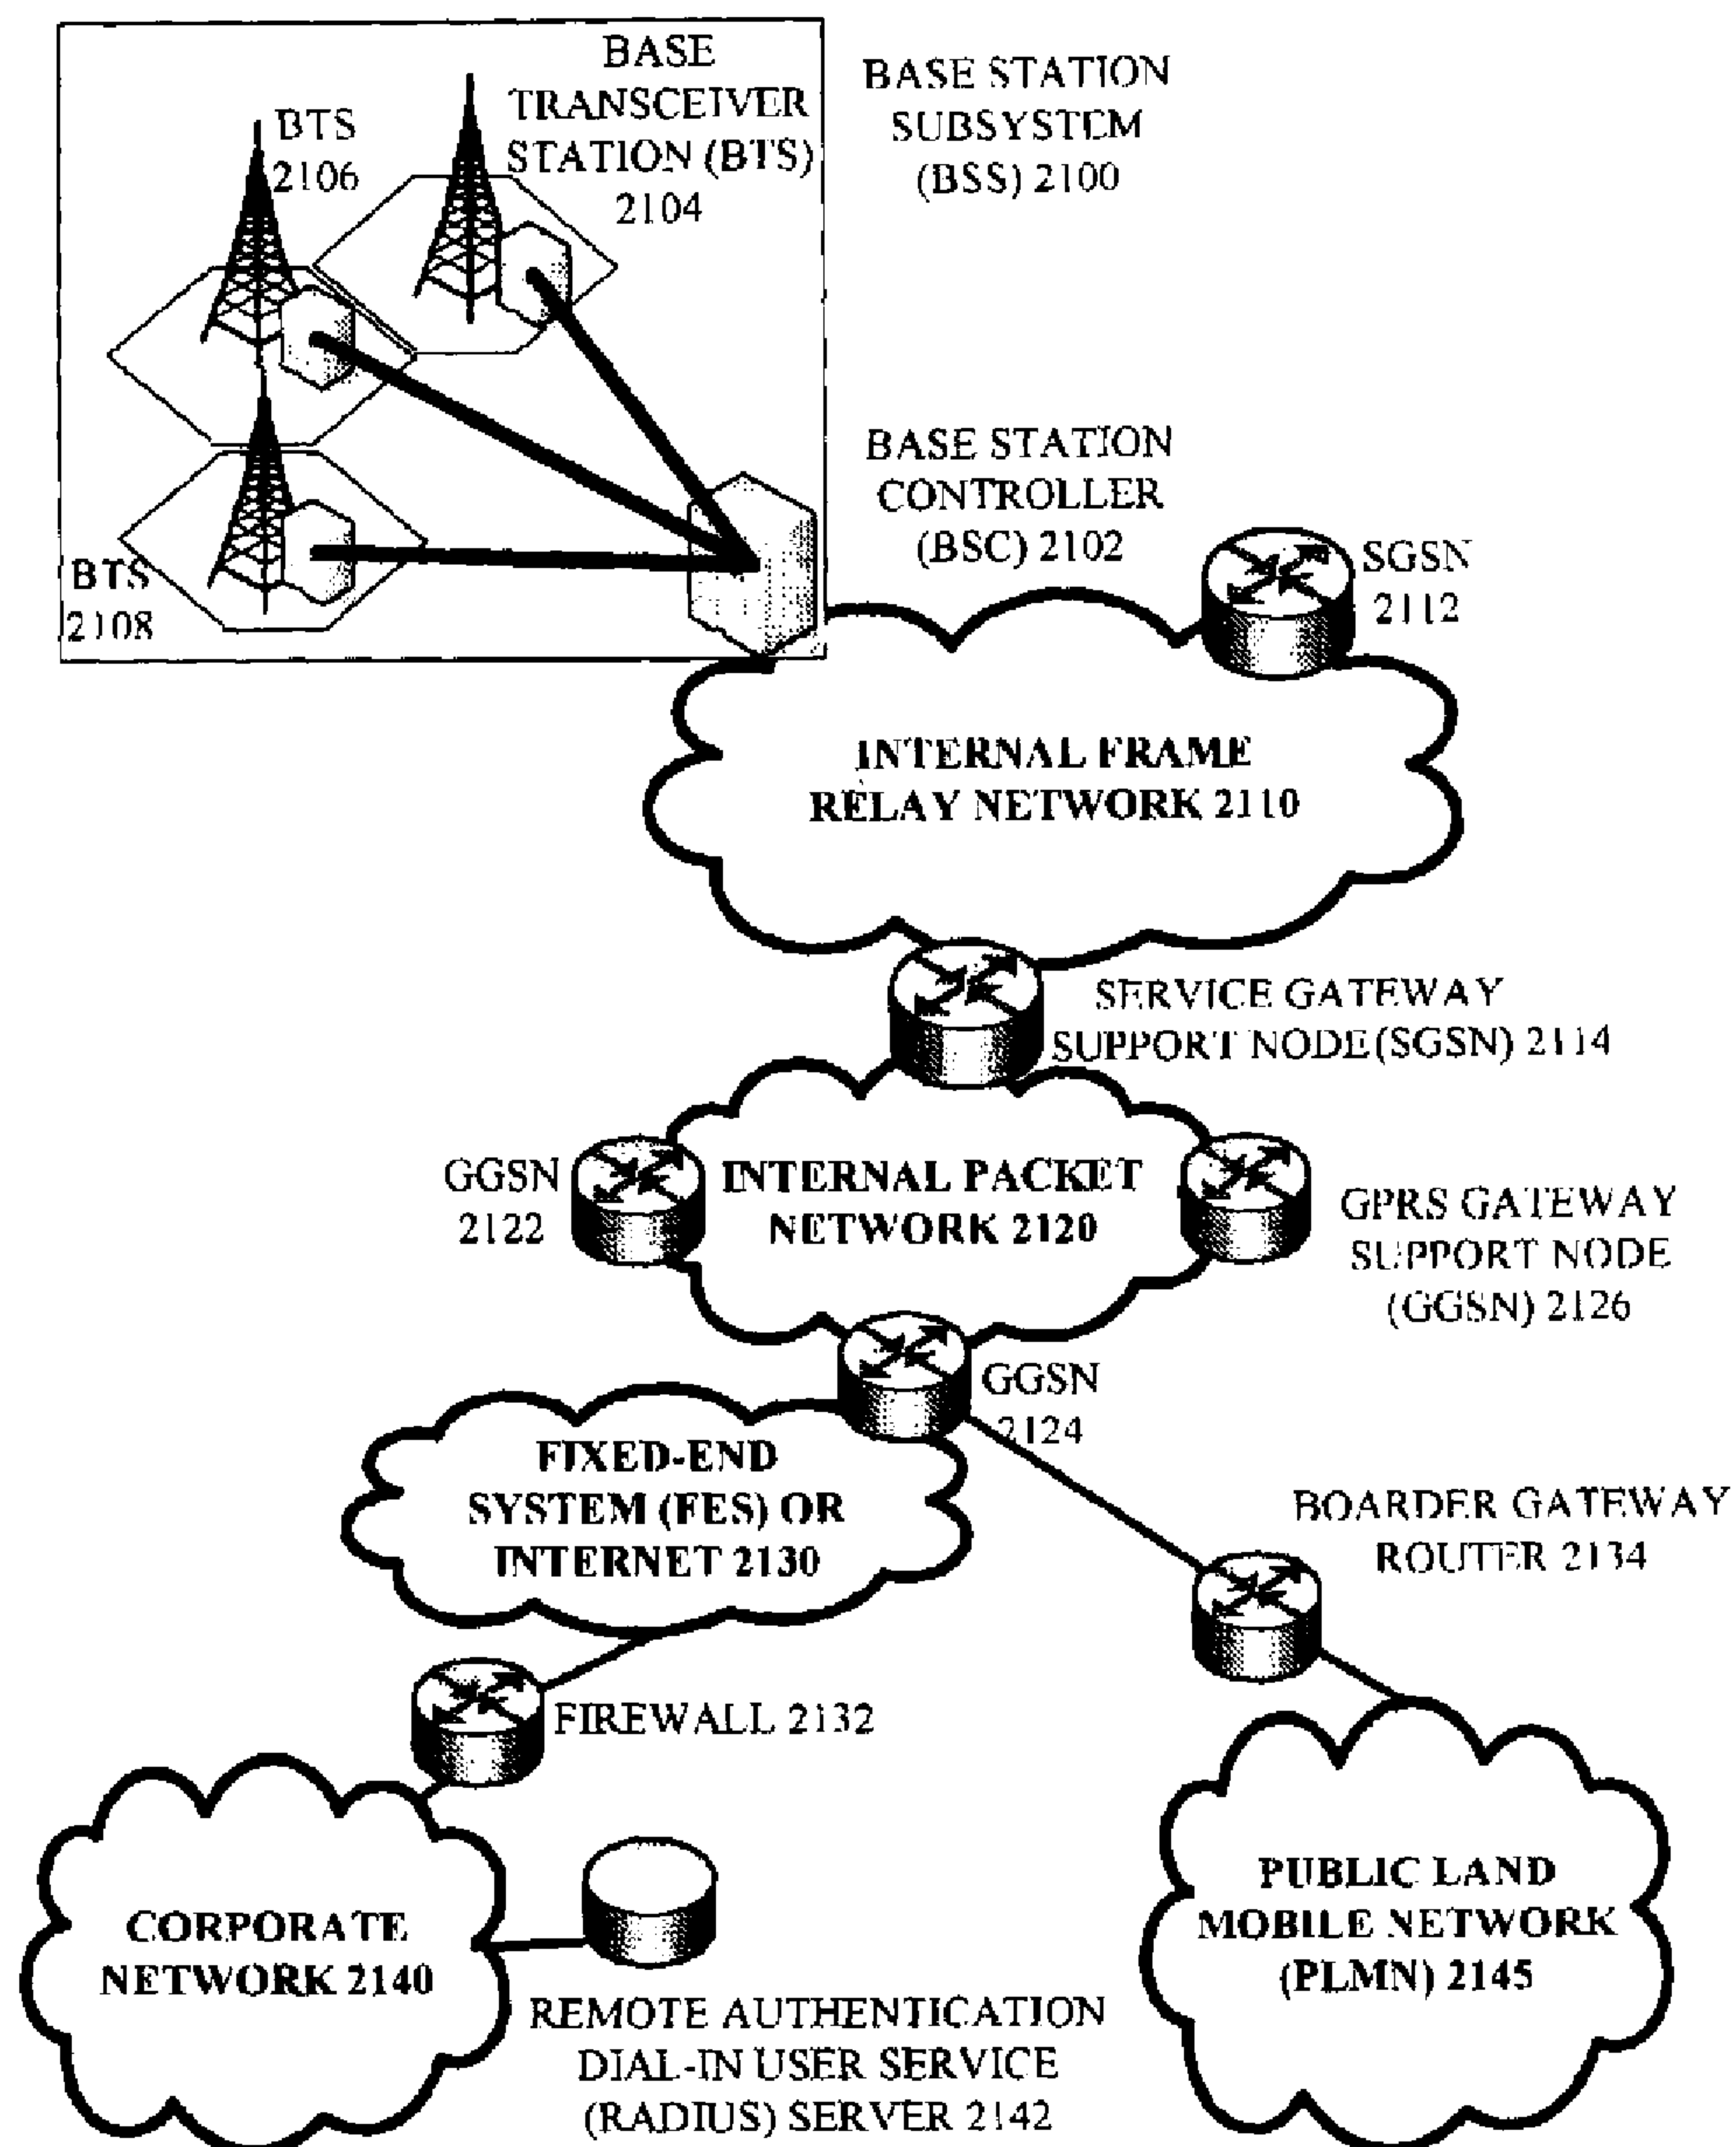 BASE
TRANSCEIVER
STATION (BTS)
2104
BTS
2106
BASE STATION
SUBSYSTEM
(BSS) 2100
BASE STATION
CONTROLLER
(BSC) 2102
BTS
2108
SGSN
2112
INTERNAL FRAME
RELAY NETWORK 2110
SERVICE GATEWAY
SUPPORT NODE(SGSN) 2114
GGSN
2122
INTERNAL PACKET
NETWORK 2120
GPRS GATEWAY
SUPPORT NODE
(GGSN) 2126
GGSN
2124
FIXED-END
SYSTEM (FES) OR
INTERNET 2130
BOARDER GATEWAY
ROUTER 2134
FIREWALL 2132
CORPORATE
NETWORK 2140
PUBLIC LAND
MOBILE NETWORK
(PLMN) 2145
REMOTE AUTHENTICATION
DIAL-IN USER SERVICE
(RADIUS) SERVER 2142